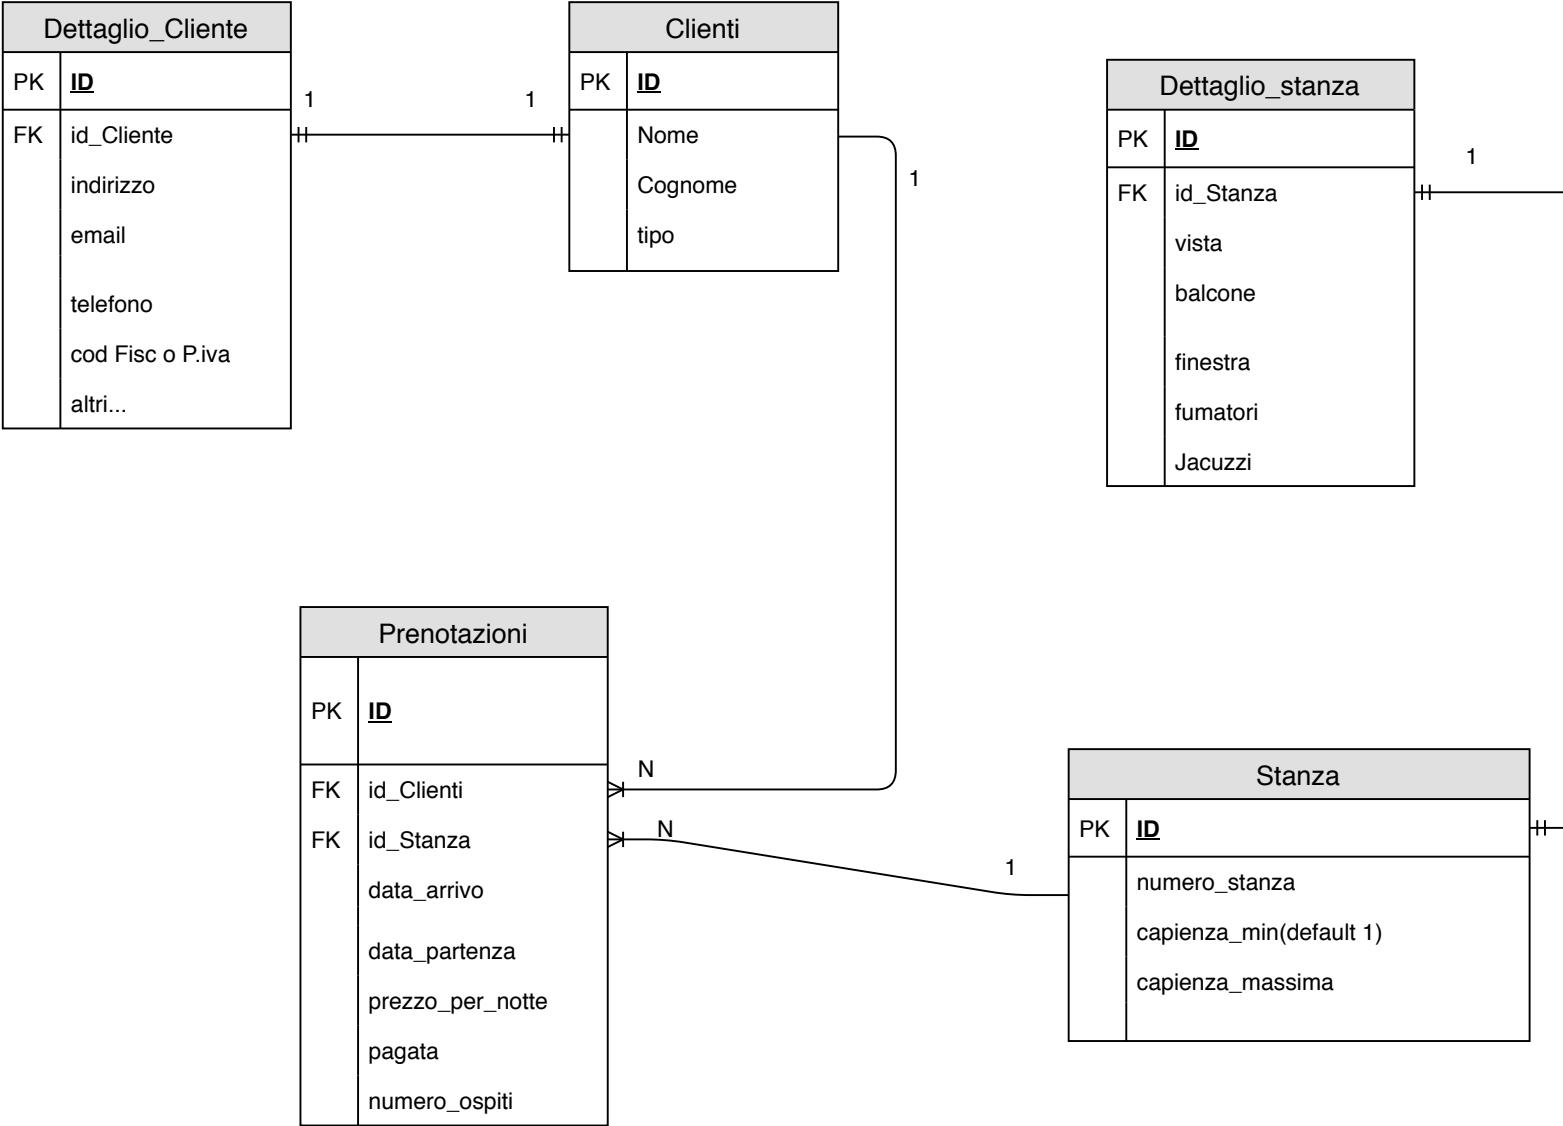 Dettaglio_Cliente
PK ID
FK id_Cliente
indirizzo
email
telefono
cod Fisc o P.iva
altri...
1
1
Clienti
PK ID
Nome
Cognome
tipo
1
Dettaglio_stanza
PK ID
FK id_Stanza
vista
balcone
finestra
fumatori
Jacuzzi
1
Prenotazioni
PK ID
FK id_Clienti
FK id_Stanza
data_arrivo
data_partenza
prezzo_per_notte
pagata
numero_ospiti
N
N
1
Stanza
PK ID
numero_stanza
capienza_min(default 1)
capienza_massima